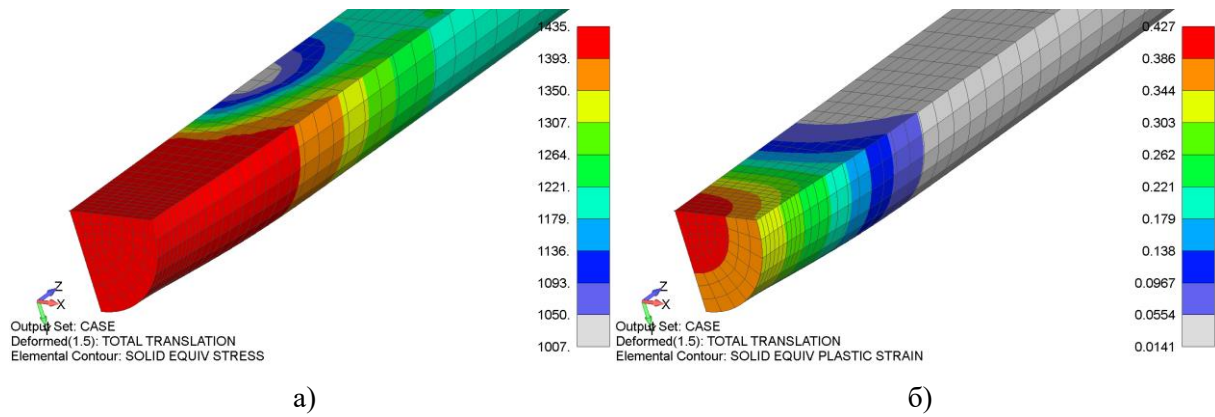 1435.
1393.
1350.
1307.
1264.
1221.
1179.
1136.
1093.
1050.
1007.
Z
X
Output Set: CASE
Deformed(1.5): TOTAL TRANSLATION
Elemental Contour: SOLID EQUIV STRESS
а)
0.427
0.386
0.344
0.303
0.262
0.221
0.179
0.138
0.0967
0.0554
0.0141
Z
X
Output Set: CASE
Deformed(1.5): TOTAL TRANSLATION
Elemental Contour: SOLID EQUIV PLASTIC STRAIN
б)